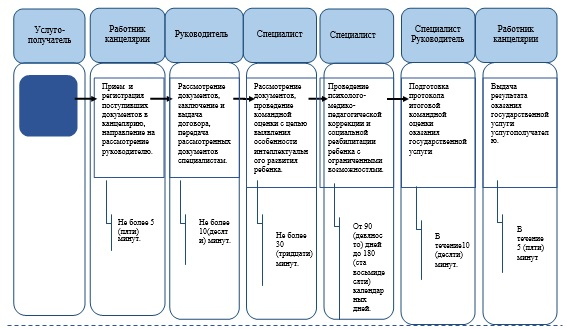 Услуго-
получатель
Работник
канцелярии
Руководитель
Специалист
Специалист
Специалист
Руководитель
Работник
канцелярии
Прием и
регистрация
поступивших
документов в
канцелярию,
направление на
рассмотрение
руководителю.
Рассмотрение
документов,
заключение и
выдача
договора,
передача
рассмотренных
документов
специалистам.
Рассмотрение
документов,
проведение
командной
оценки с целью
выявления
особенности
интеллектуаль
ного развития
ребенка.
Проведение
психолого-
медико-
педагогической
коррекции и
социальной
реабилитации
ребенка с
ограниченными
возможностями.
Подготовка
протокола
итоговой
командной
оценки
оказания
государственной
услуги
Выдача
результата
оказания
государственной
услуги
услугополучател
ю.
Не более 5
(пяти)
минут.
Не более
10(десят
и) минут.
Не более
30
(тридцати)
минут.
От 90
(девянос
то) дней
до 180
(ста
восьмиде
сяти)
календар
ных
дней.
В
течение10
(десяти)
минут.
В
течение
5 (пяти)
минут